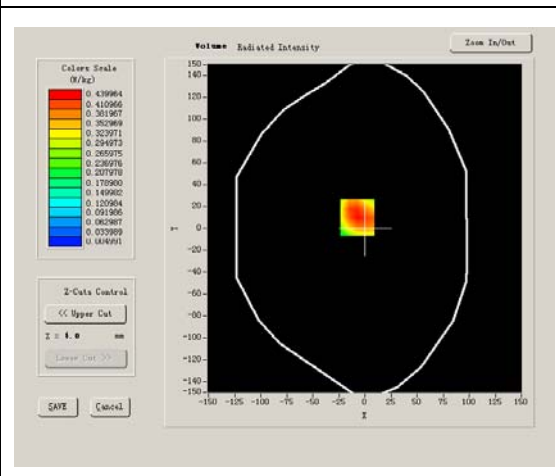 Volume Radiated Intensity
Zoom In/Out
Colors Scale
(W/kg)
0.439964
0.410966
0.381967
0.352969
0.323971
0.294973
0.265975
0.236976
0.207978
0.178980
0.149982
0.120984
0.091986
0.062987
0.033989
0.004991
Z-Cuts Control
<< Upper Cut
Z = 4.0 mm
Lower Cut >>
SAVE
Cancel
150
140
120
100
80
60
40
20
0
-20
-40
-60
-80
-100
-120
-140
-150
Y
-150 -125 -100 -75 -50 -25 0 25 50 75 100 125 150
X